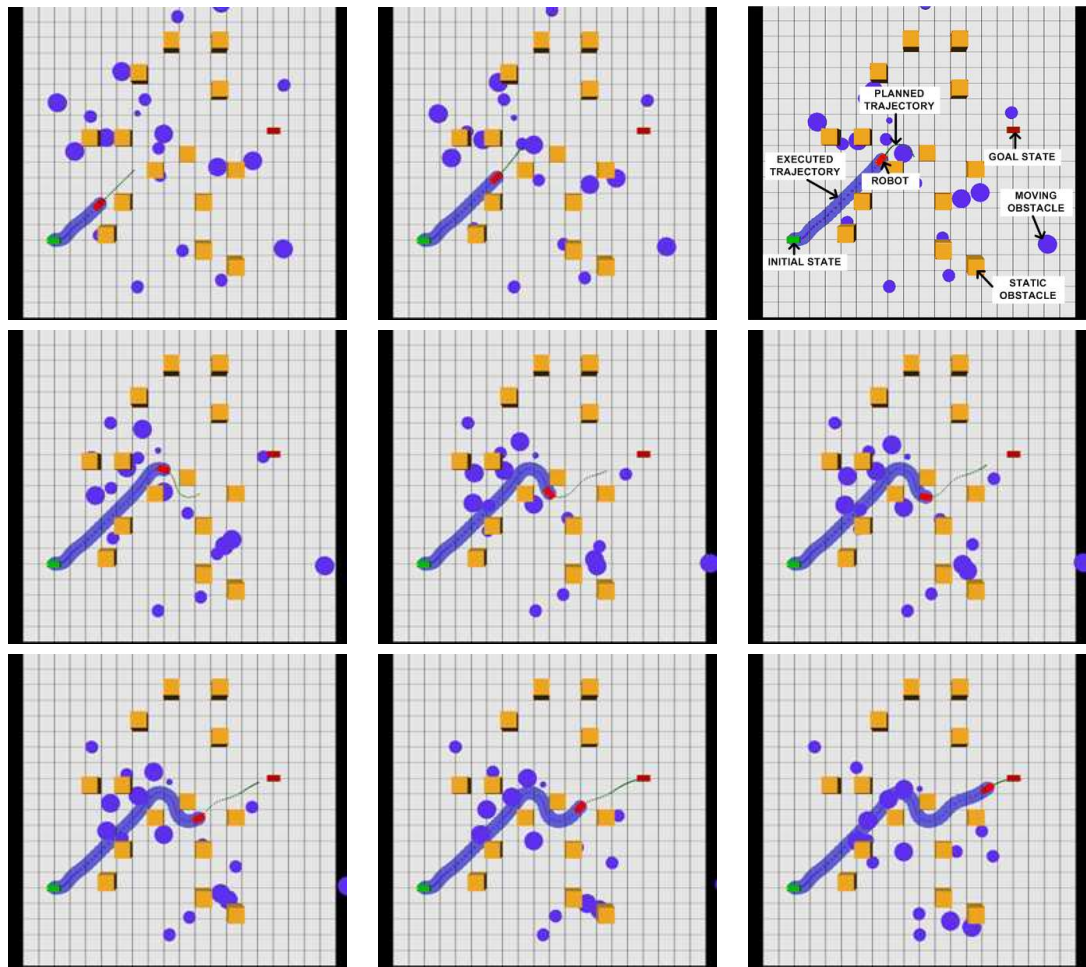 PLANNED
TRAJECTORY
EXECUTED
TRAJECTORY
GOAL STATE
ROBOT
MOVING
OBSTACLE
INITIAL STATE
STATIC
OBSTACLE